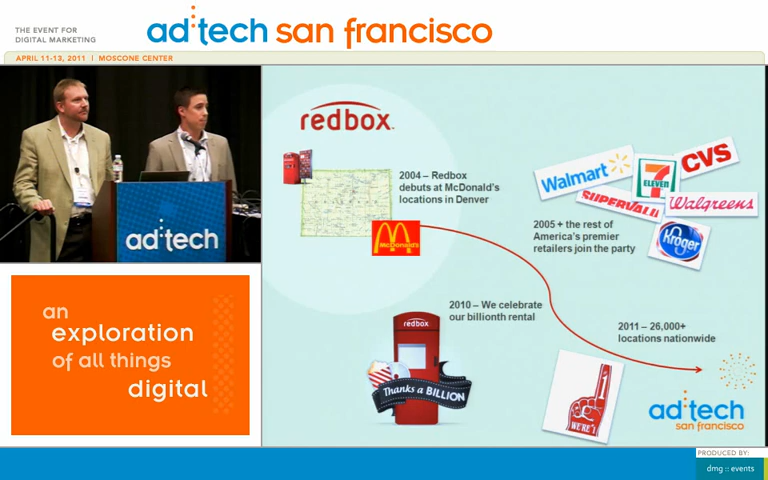 THE EVENT FOR
DIGITAL MARKETING
ad:tech san francisco
APRIL 11-13, 2011 | MOSCONE CENTER
ad:tech
an
exploration
of all things
digital
redbox
2004 – Redbox
debuts at McDonald's
locations in Denver
McDonald's
Walmart
7
ELEVEN
CVS
SUPERVALU
Walgreens
Kroger
2005 + the rest of
America's premier
retailers join the party
2010 – We celebrate
our billionth rental
redbox
Thanks a BILLION
2011 – 26,000+
locations nationwide
1
WE'RE #1
ad:tech
san francisco
PRODUCED BY:
dmg :: events